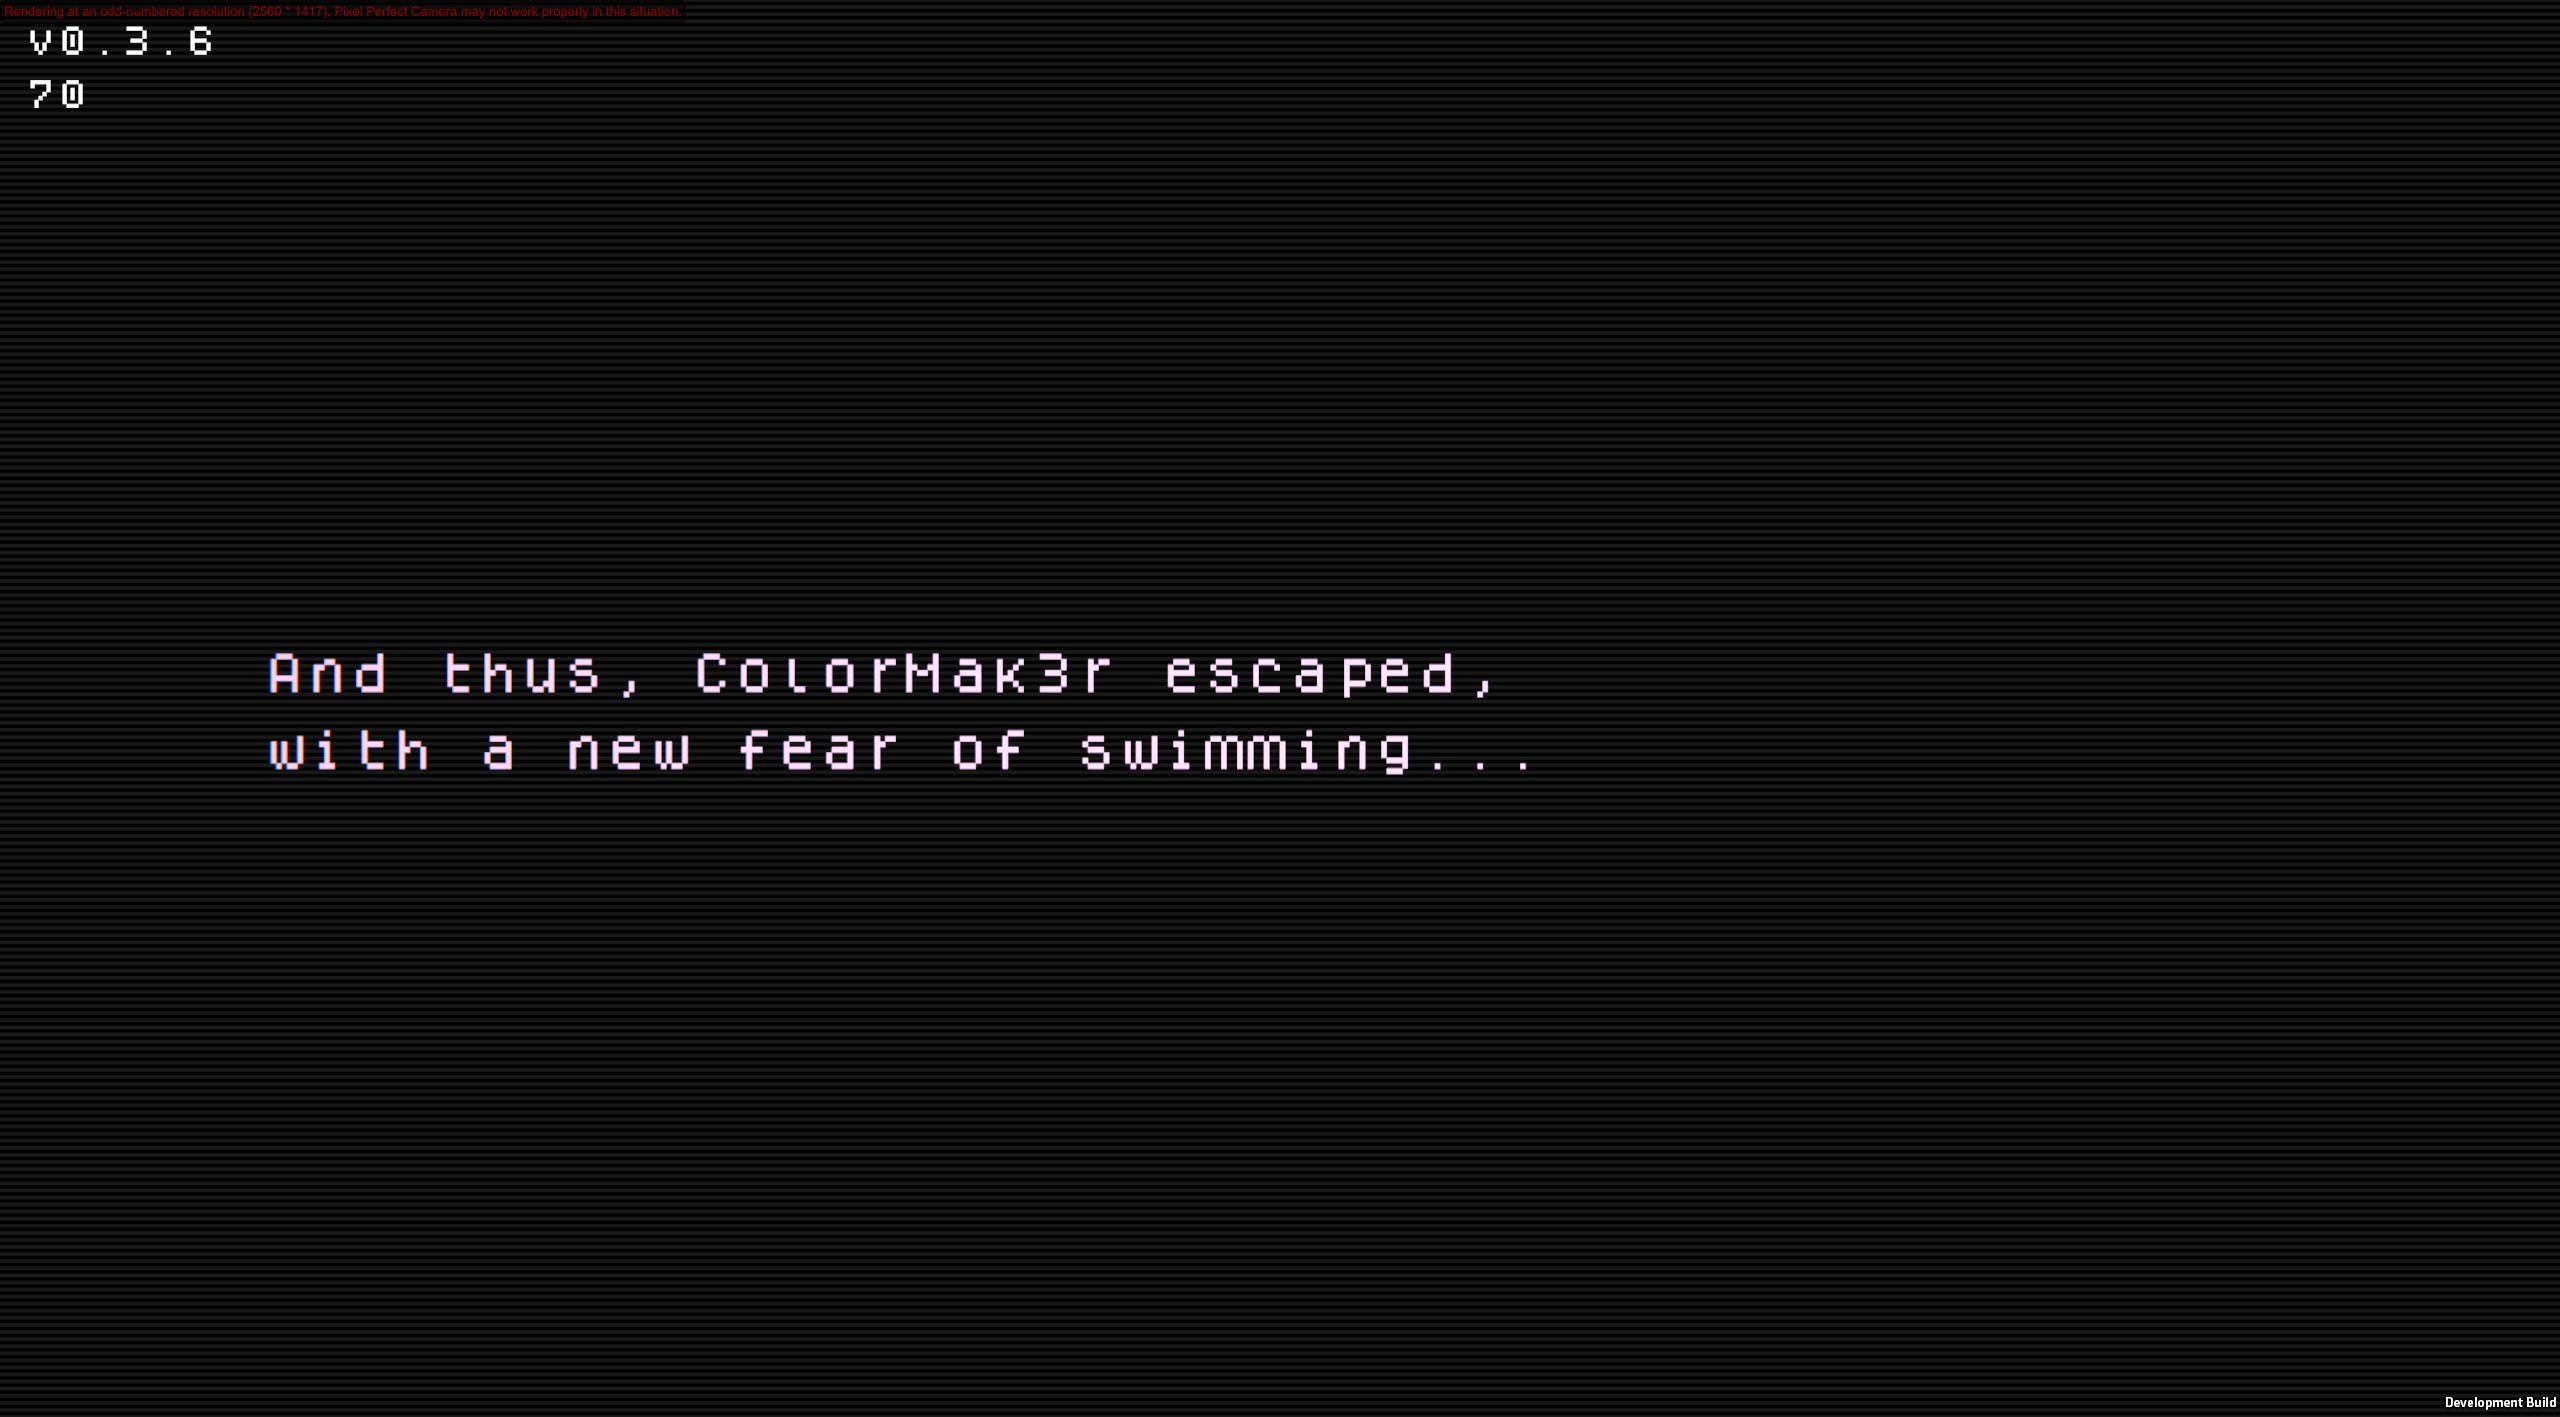 Rendering at an odd-numbered resolution (2560 * 1417). Pixel Perfect Camera may not work properly in this situation.
v0.3.6
70
And thus, ColorMak3r escaped,
with a new fear of swimming...
Development Build